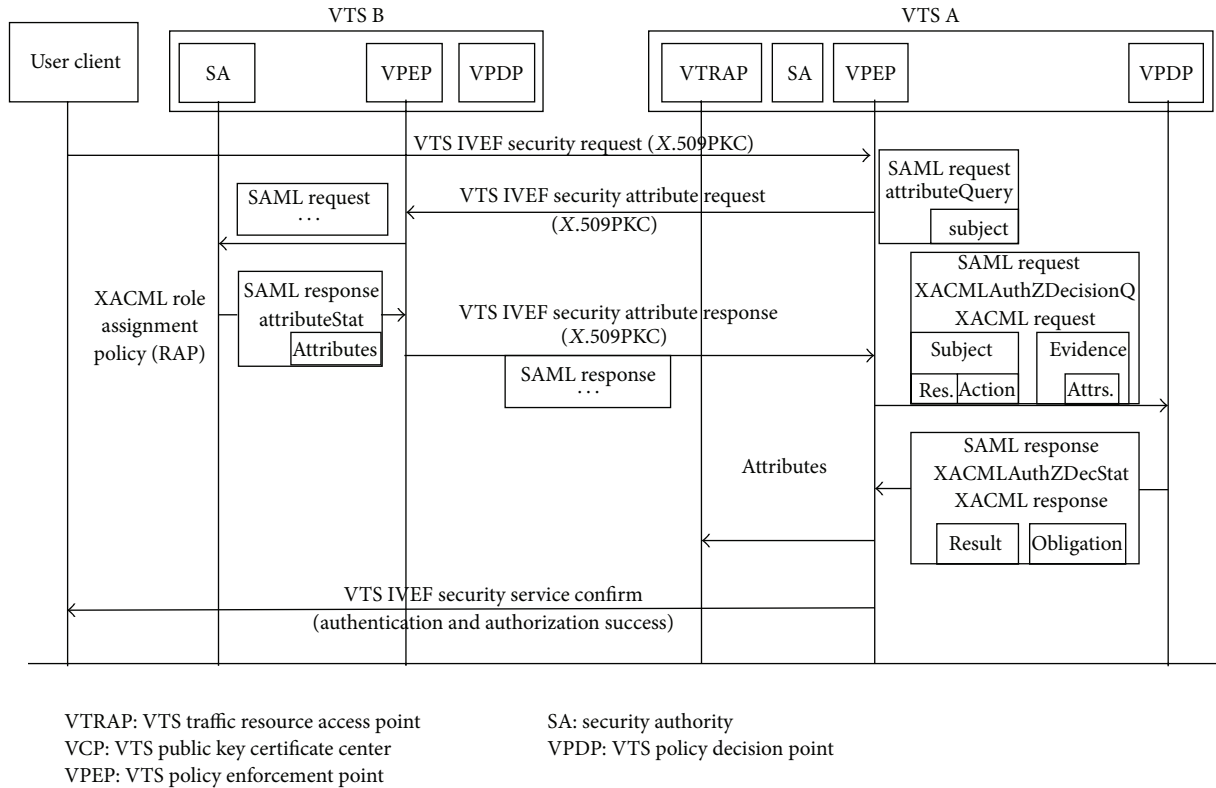 VTS B
VTS A
User client
SA
VPEP
VPDP
VTRAP
SA
VPEP
VPDP
VTS IVEF security request (X.509PKC)
SAML request
attributeQuery
subject
VTS IVEF security attribute request
(X.509PKC)
SAML request
...
SAML request
XACMLAuthZDecisionQ
XACML request
Subject
Evidence
Res.
Action
Attrs.
XACML role
assignment
policy (RAP)
SAML response
attributeStat
Attributes
VTS IVEF security attribute response
(X.509PKC)
SAML response
...
Attributes
SAML response
XACMLAuthZDecStat
XACML response
Result
Obligation
VTS IVEF security service confirm
(authentication and authorization success)
VTRAP: VTS traffic resource access point
VCP: VTS public key certificate center
VPEP: VTS policy enforcement point
SA: security authority
VPDP: VTS policy decision point